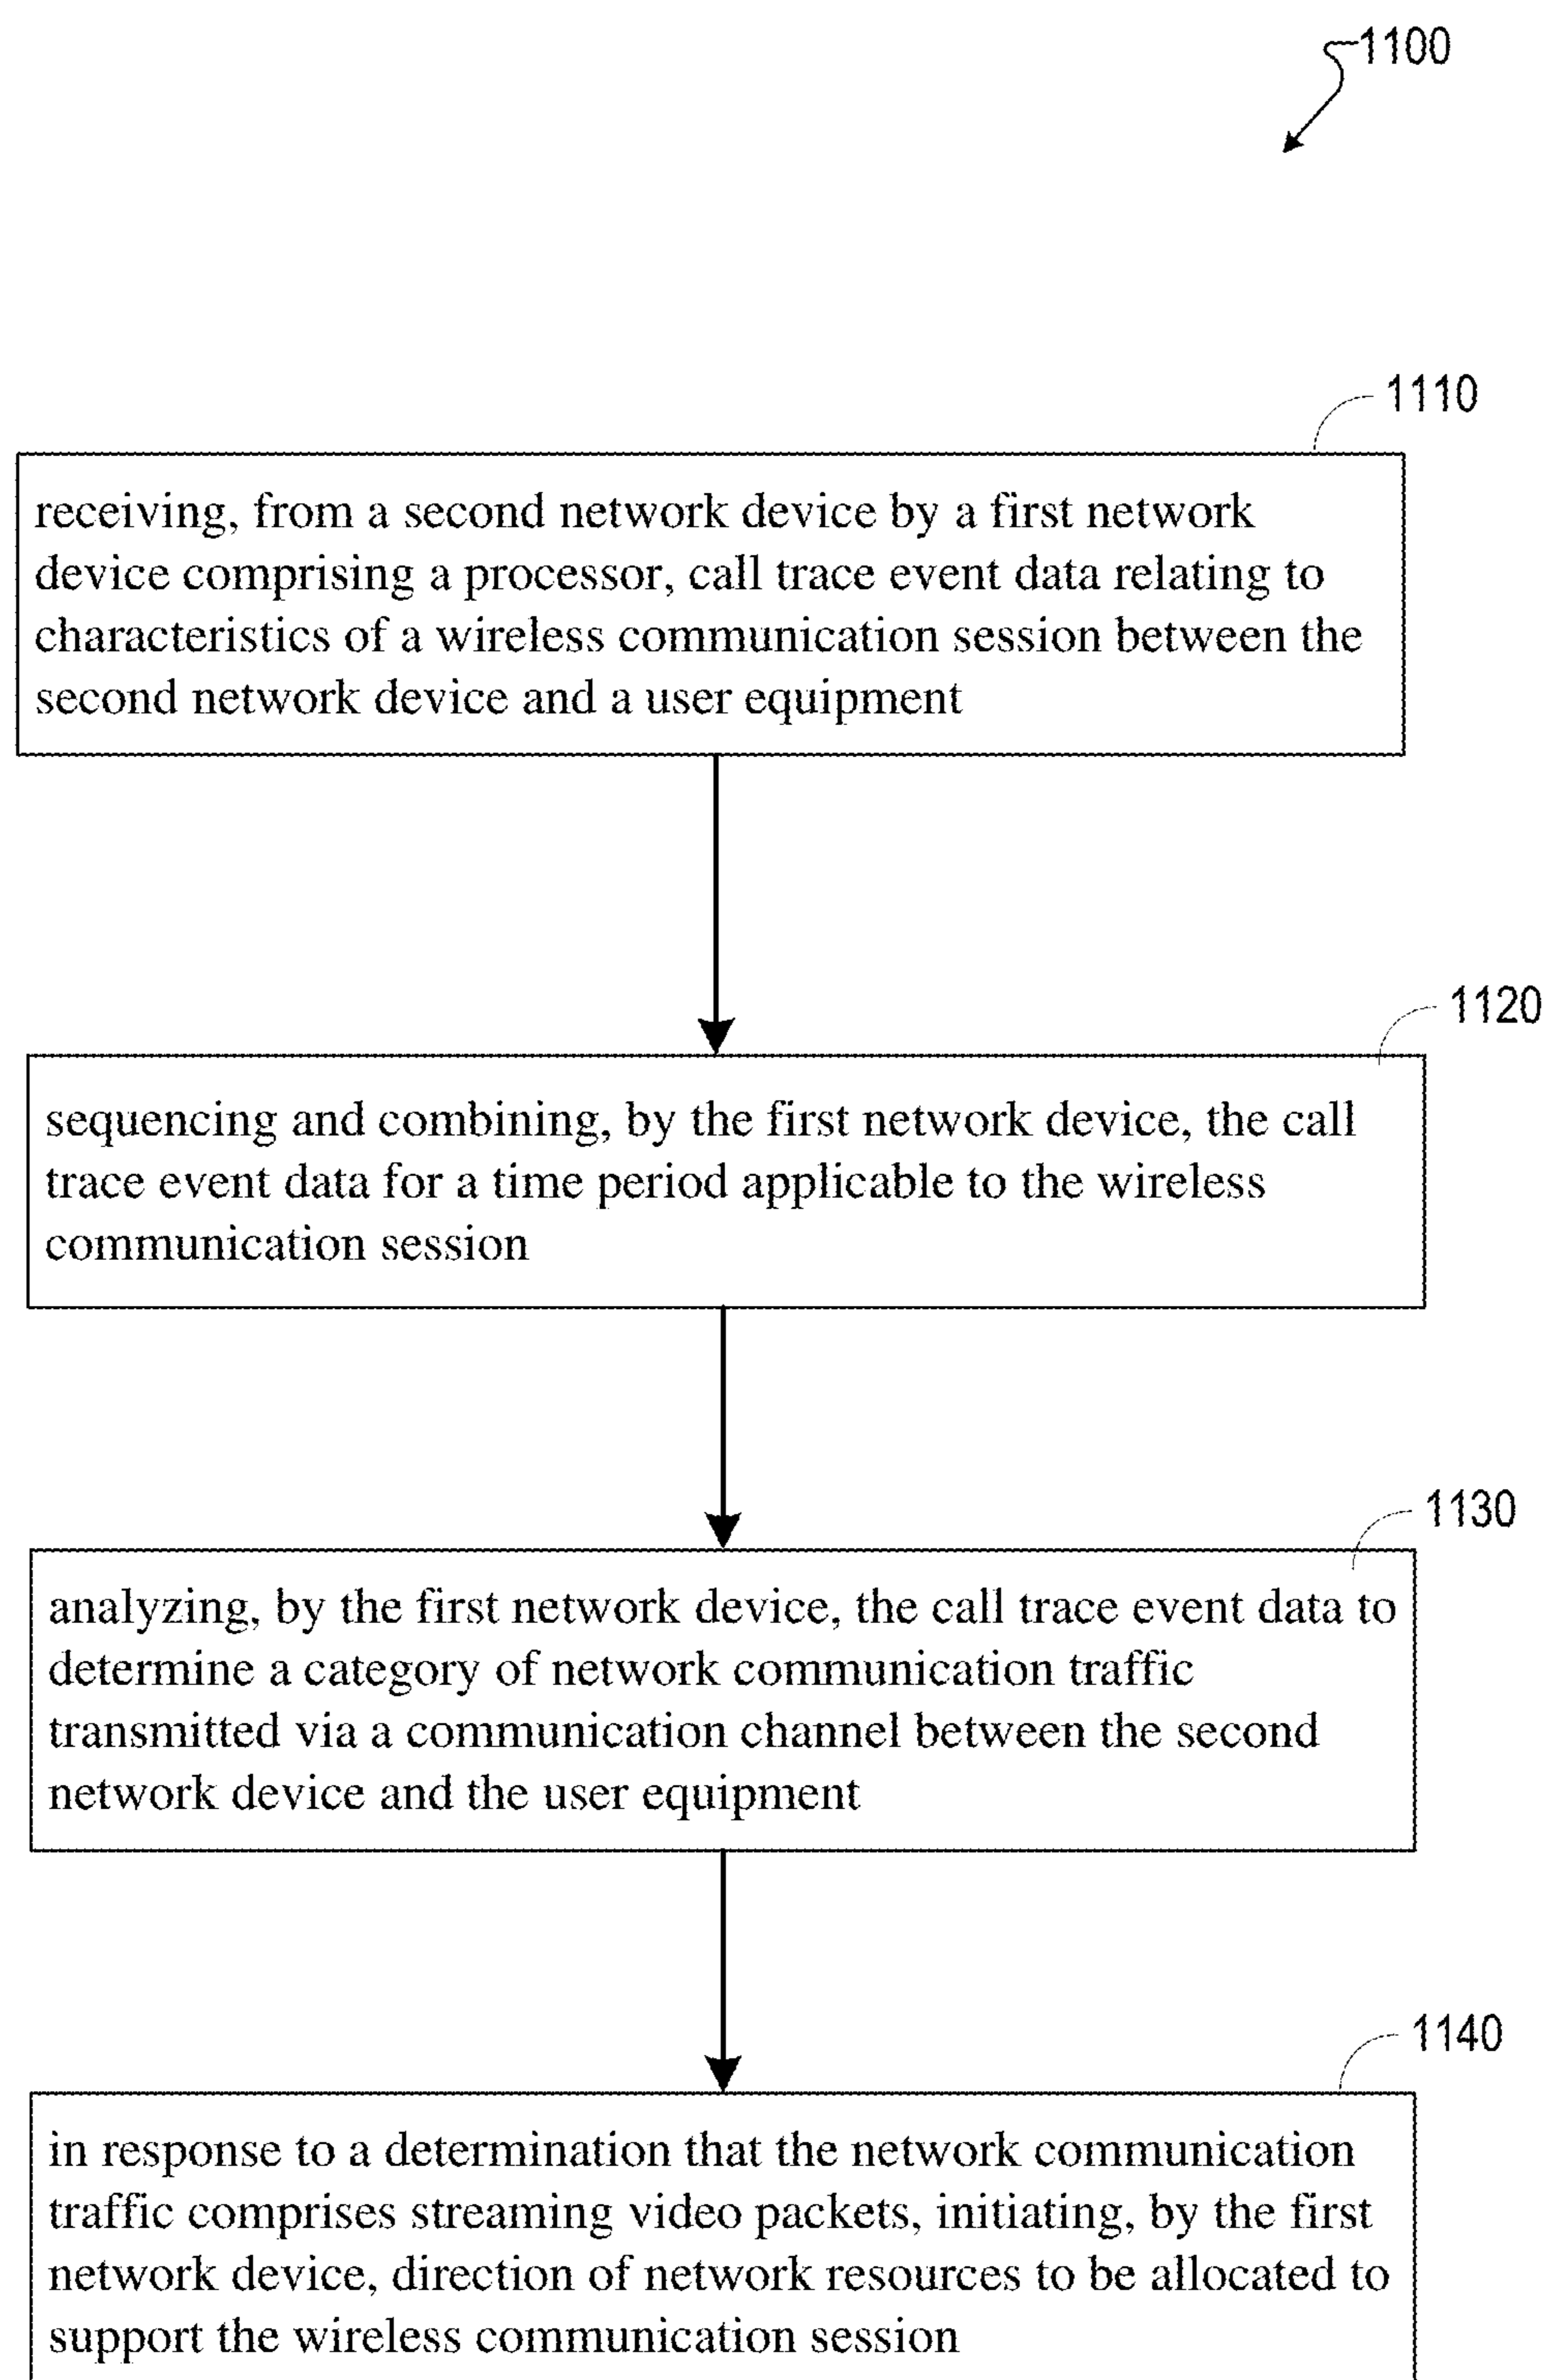 1100
1110
receiving, from a second network device by a first network
device comprising a processor, call trace event data relating to
characteristics of a wireless communication session between the
second network device and a user equipment
1120
sequencing and combining, by the first network device, the call
trace event data for a time period applicable to the wireless
communication session
1130
analyzing, by the first network device, the call trace event data to
determine a category of network communication traffic
transmitted via a communication channel between the second
network device and the user equipment
1140
in response to a determination that the network communication
traffic comprises streaming video packets, initiating, by the first
network device, direction of network resources to be allocated to
support the wireless communication session